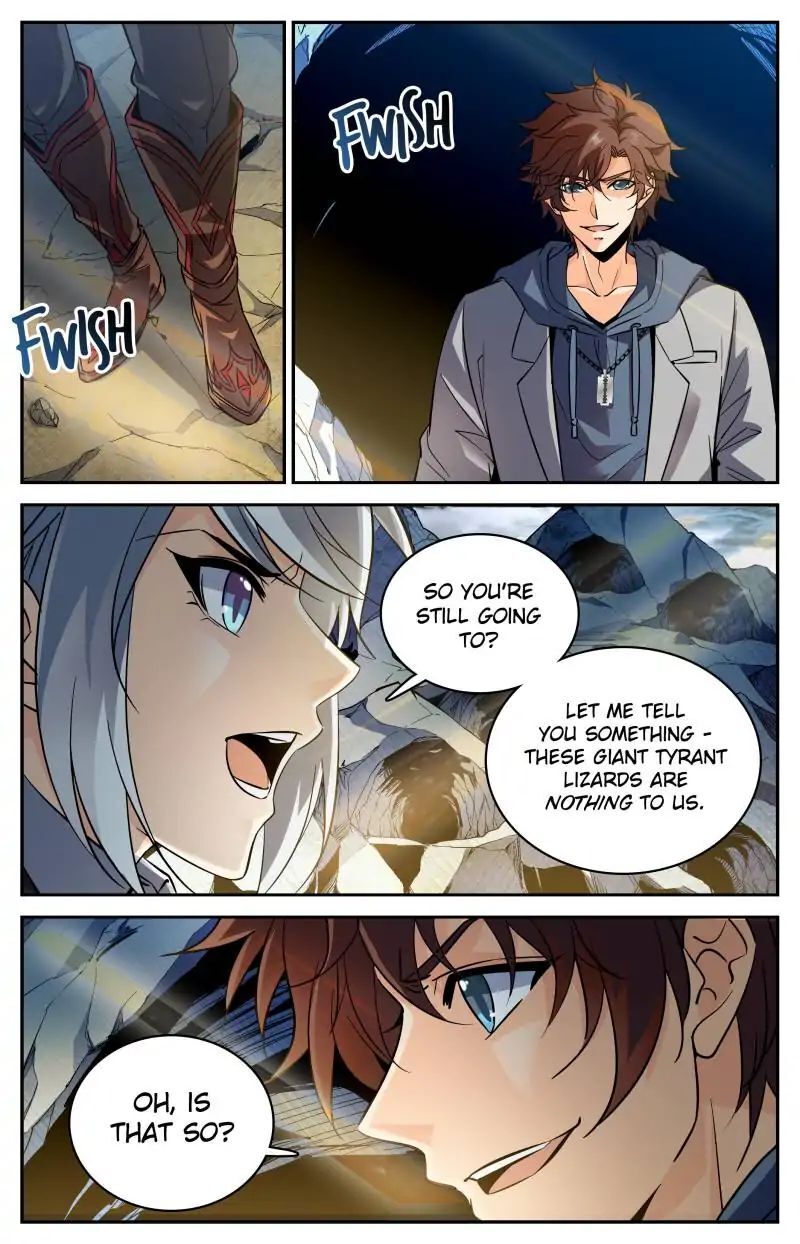 FWISH
FWISH
SO YOU'RE
STILL GOING
TO?
LET ME TELL
YOU SOMETHING -
THESE GIANT TYRANT
LIZARDS ARE
NOTHING TO US.
OH, IS
THAT SO?